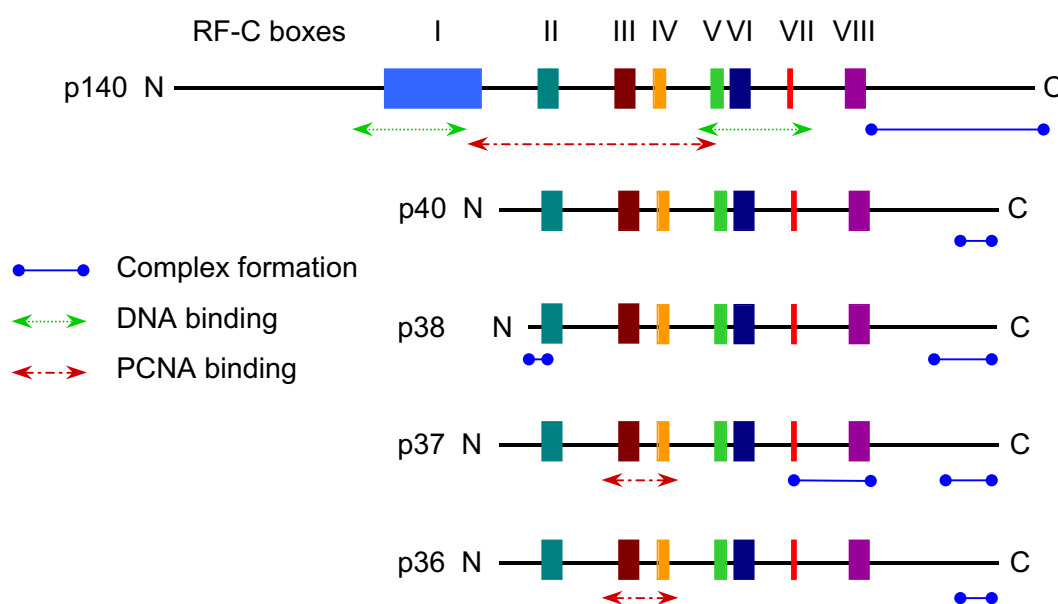 RF-C boxes I II III IV V VI VII VIII
p140 N C
p40 N C
Complex formation
DNA binding
p38 N C
PCNA binding
p37 N C
p36 N C